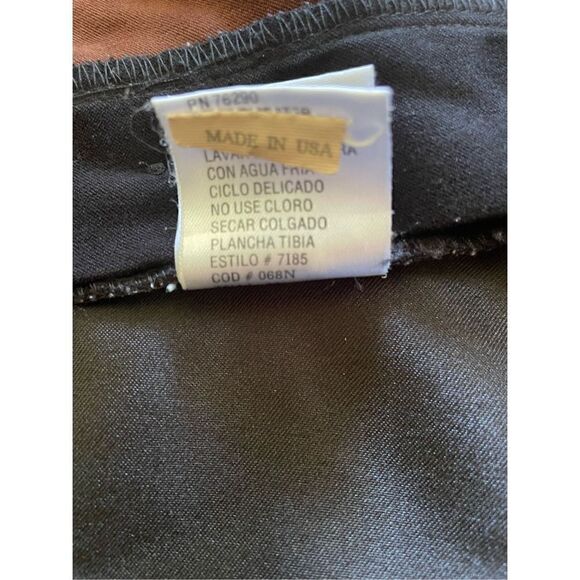 PN 76290
MADE IN USA
RA
CON AGUA FRIA
CICLO DELICADO
NO USE CLORO
SECAR COLGADO
PLANCHA TIBIA
ESTILO # 7185
COD # 068N